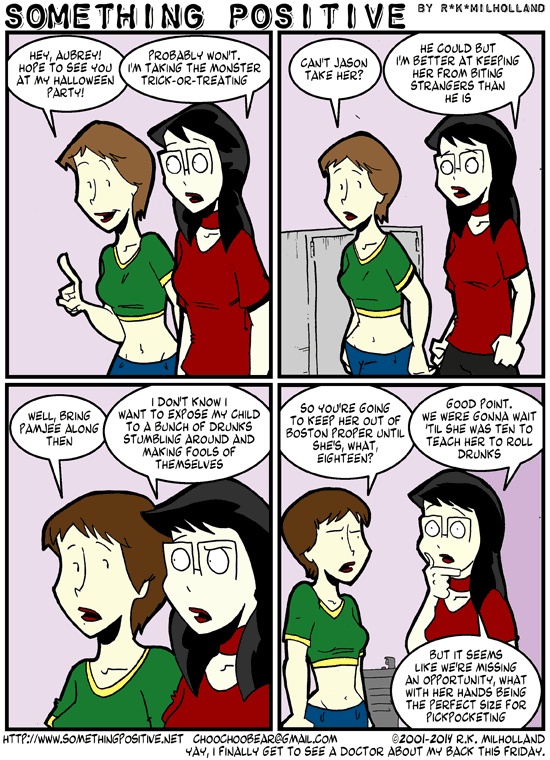 SOMETHING POSITIVE BY R*K*MILHOLLAND
HEY, AUBREY!
HOPE TO SEE YOU
AT MY HALLOWEEN
PARTY!
PROBABLY WON'T.
I'M TAKING THE MONSTER
TRICK-OR-TREATING
CAN'T JASON
TAKE HER?
HE COULD BUT
I'M BETTER AT KEEPING
HER FROM BITING
STRANGERS THAN
HE IS
WELL, BRING
PAMJEE ALONG
THEN
I DON'T KNOW I
WANT TO EXPOSE MY CHILD
TO A BUNCH OF DRUNKS
STUMBLING AROUND AND
MAKING FOOLS OF
THEMSELVES
SO YOU'RE GOING
TO KEEP HER OUT OF
BOSTON PROPER UNTIL
SHE'S, WHAT,
EIGHTEEN?
GOOD POINT.
WE WERE GONNA WAIT
'TIL SHE WAS TEN TO
TEACH HER TO ROLL
DRUNKS
BUT IT SEEMS
LIKE WE'RE MISSING
AN OPPORTUNITY, WHAT
WITH HER HANDS BEING
THE PERFECT SIZE FOR
PICKPOCKETING
HTTP://WWW.SOMETHINGPOSITIVE.NET CHOOCHOOBEAR@GMAIL.COM ©2001-2014 R.K. MILHOLLAND
YAY, I FINALLY GET TO SEE A DOCTOR ABOUT MY BACK THIS FRIDAY.